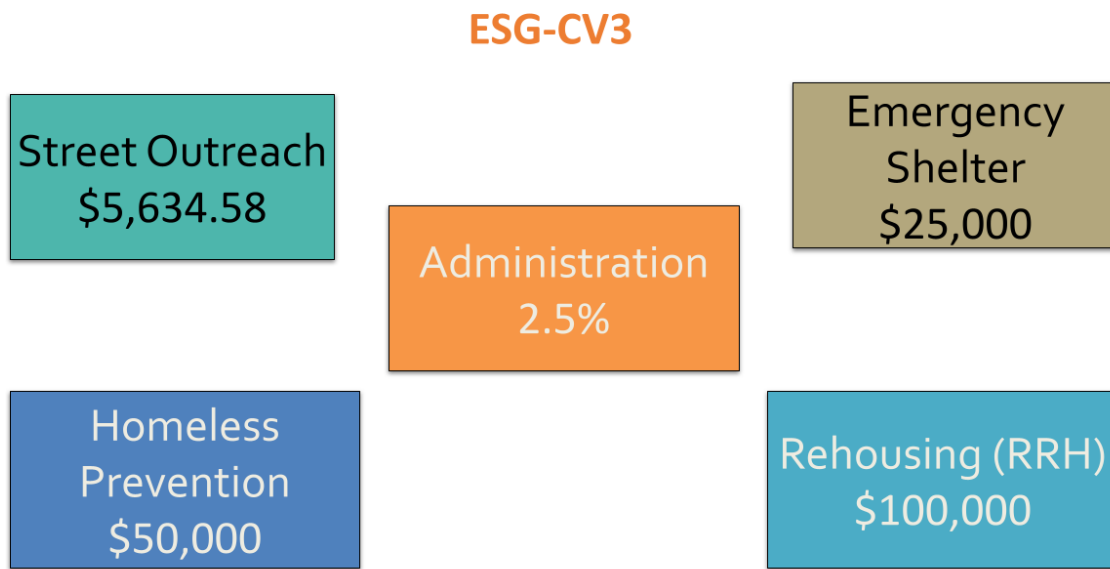 ESG-CV3
Street Outreach
$5,634.58
Emergency
Shelter
$25,000
Administration
2.5%
Homeless
Prevention
$50,000
Rehousing (RRH)
$100,000